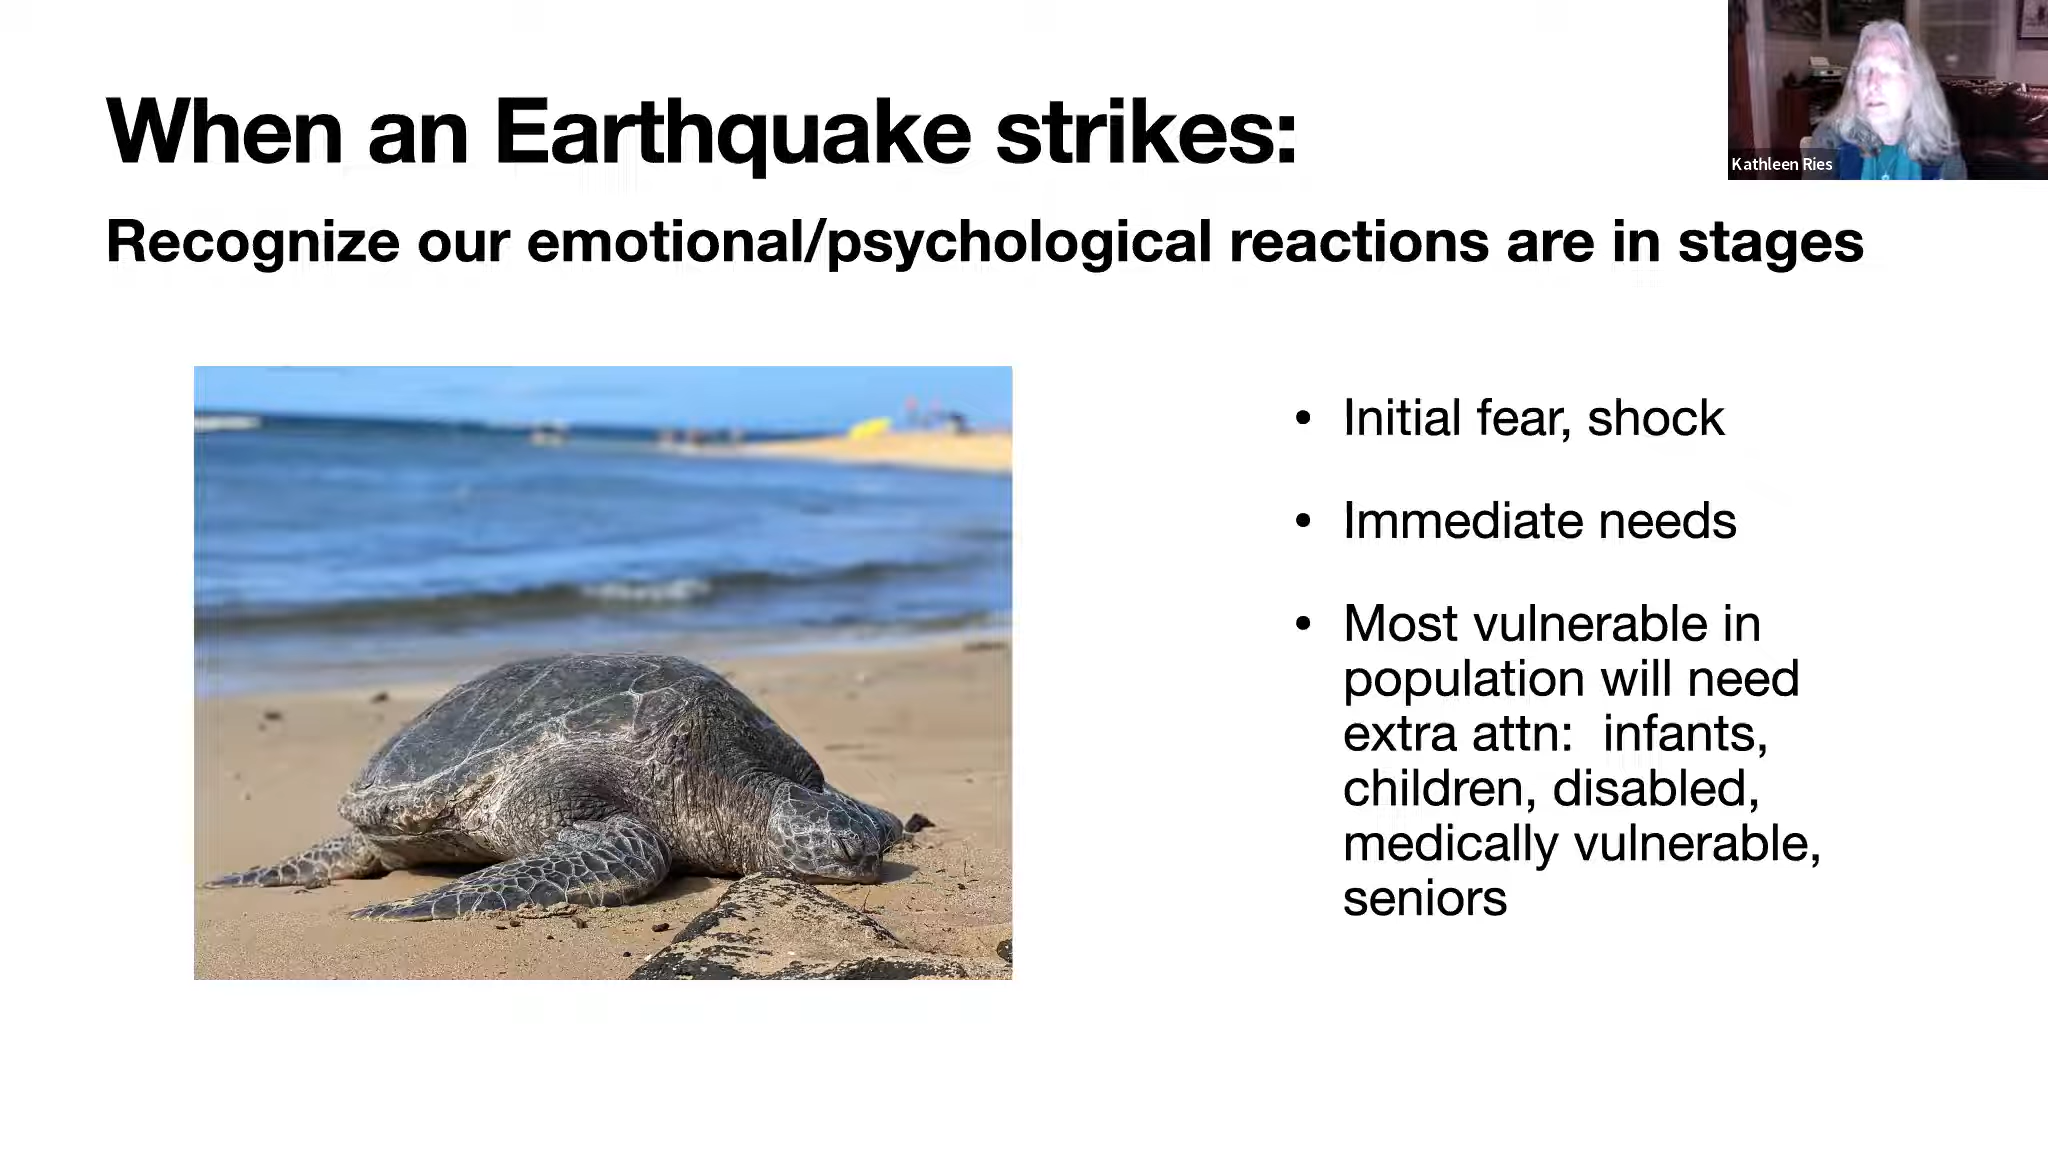 When an Earthquake strikes:
Kathleen Ries
Recognize our emotional/psychological reactions are in stages
• Initial fear, shock
• Immediate needs
• Most vulnerable in
population will need
extra attn:  infants,
children, disabled,
medically vulnerable,
seniors